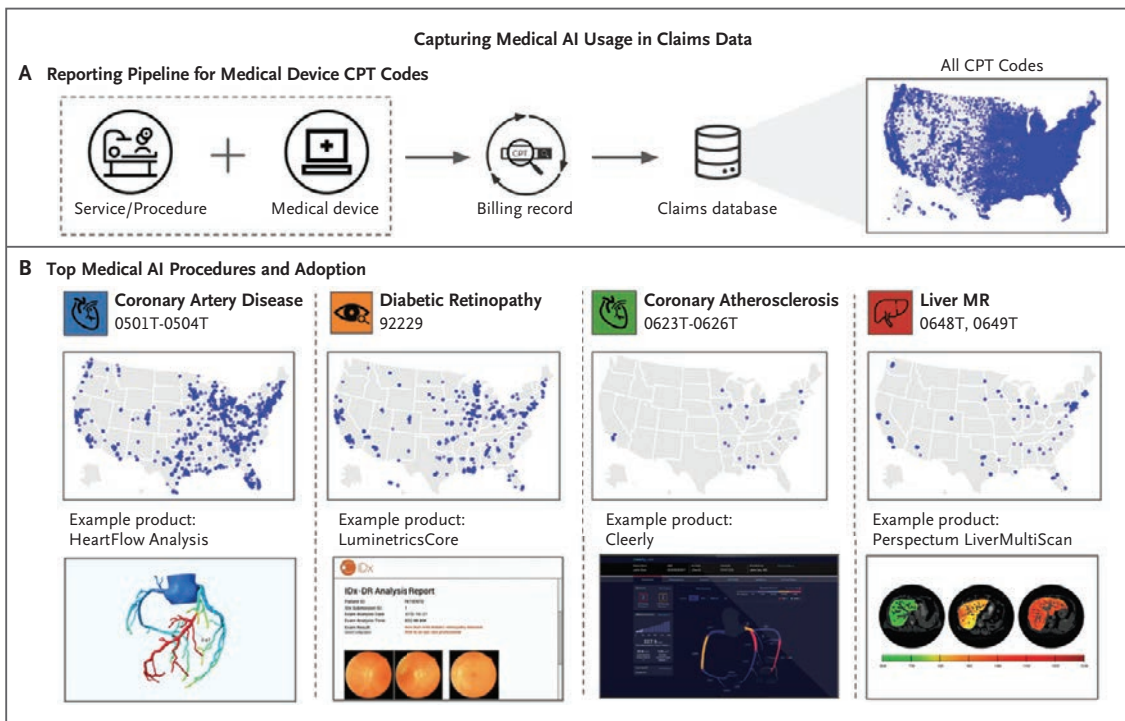 Capturing Medical AI Usage in Claims Data
A Reporting Pipeline for Medical Device CPT Codes
All CPT Codes
CPT
Service/Procedure
Medical device
Billing record
Claims database
B Top Medical AI Procedures and Adoption
Coronary Artery Disease
0501T-0504T
Diabetic Retinopathy
92229
Coronary Atherosclerosis
0623T-0626T
Liver MR
0648T, 0649T
Example product:
HeartFlow Analysis
Example product:
LuminetricsCore
Example product:
Cleerly
Example product:
Perspectum LiverMultiScan
IDx
IDx-DR Analysis Report